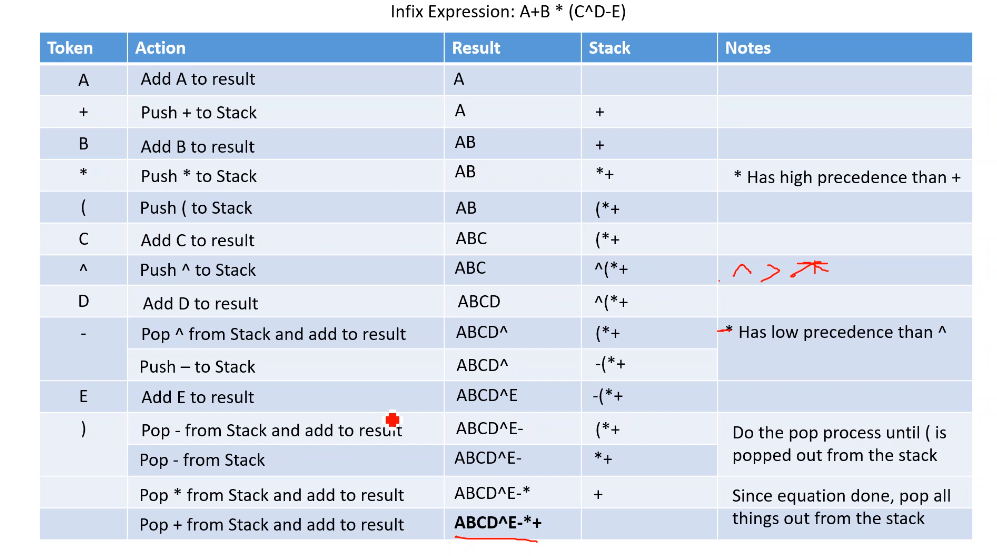 Infix Expression: A+B * (C^D-E)
Token Action Result Stack Notes
A Add A to result A
+ Push + to Stack A +
B Add B to result AB +
* Push * to Stack AB *+ * Has high precedence than +
( Push ( to Stack AB (*+
C Add C to result ABC (*+
^ Push ^ to Stack ABC ^(*+ ^ > *
D Add D to result ABCD ^(*+
- Pop ^ from Stack and add to result ABCD^ (*+ * Has low precedence than ^
Push – to Stack ABCD^ -(*+
E Add E to result ABCD^E -(*+
) Pop - from Stack and add to result ABCD^E- (*+ Do the pop process until ( is
Pop - from Stack ABCD^E- *+ popped out from the stack
Pop * from Stack and add to result ABCD^E-* + Since equation done, pop all
Pop + from Stack and add to result ABCD^E-*+ things out from the stack